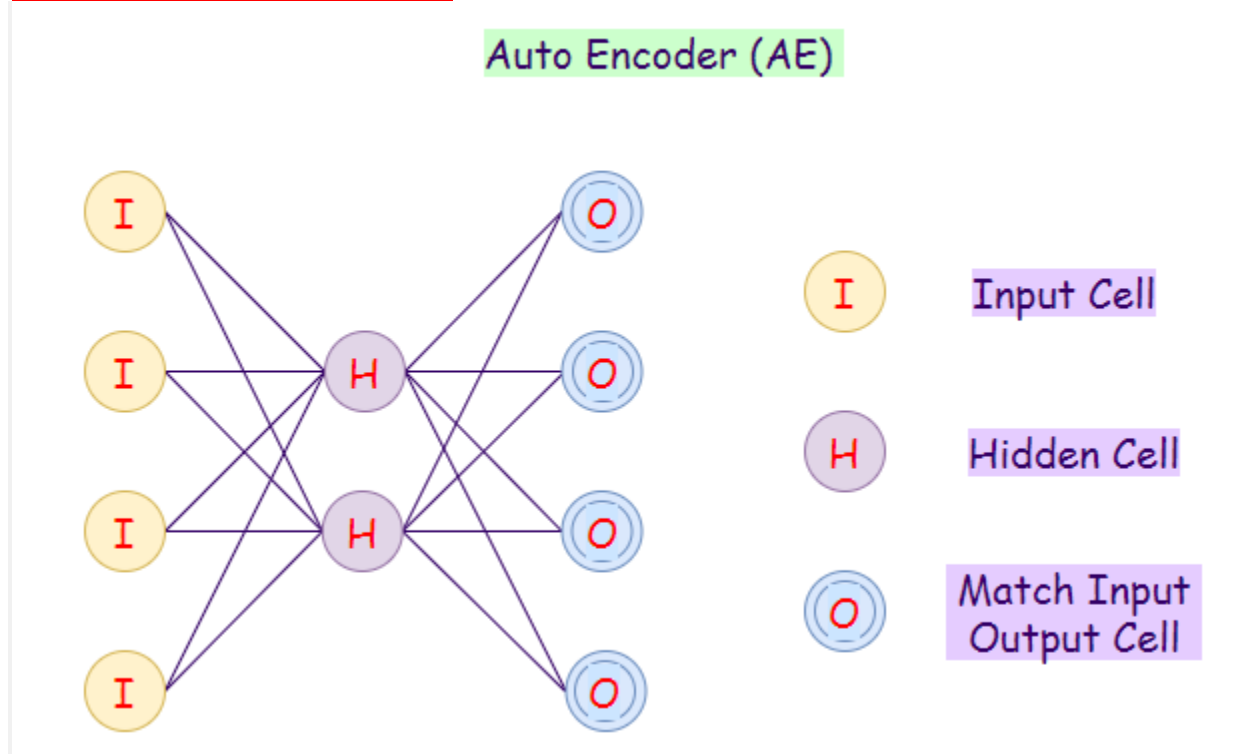 Auto Encoder (AE)
I O
I Input Cell
I H O
H Hidden Cell
I H O
O Match Input
Output Cell
I O